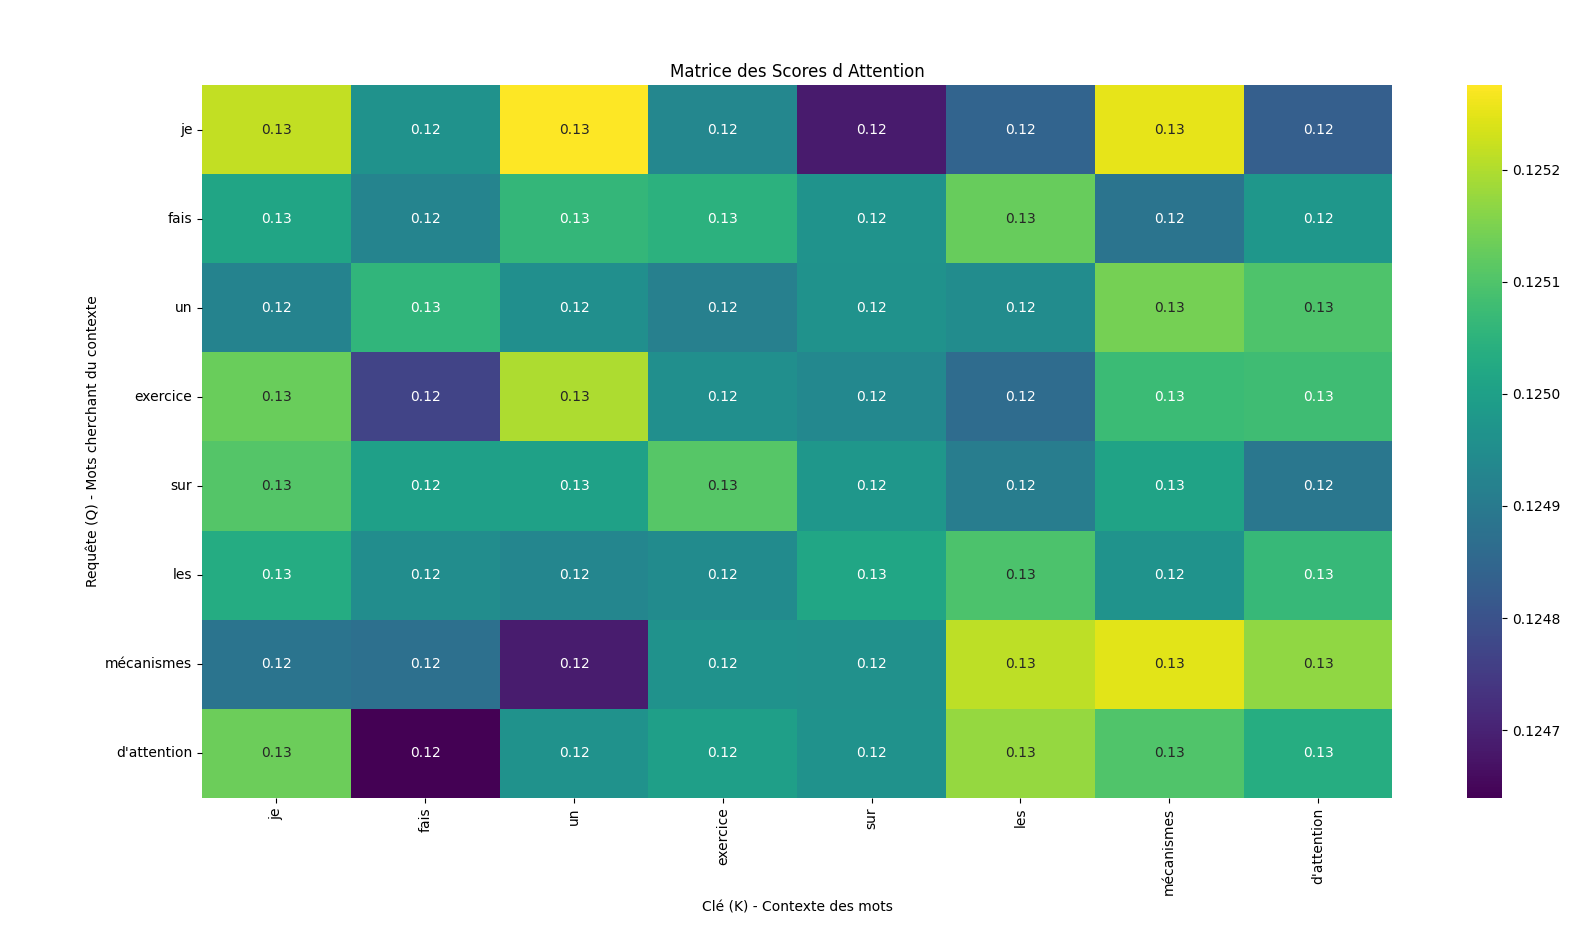 Matrice des Scores d Attention
je 0.13 0.12 0.13 0.12 0.12 0.12 0.13 0.12
fais 0.13 0.12 0.13 0.13 0.12 0.13 0.12 0.12
un 0.12 0.13 0.12 0.12 0.12 0.12 0.13 0.13
exercice 0.13 0.12 0.13 0.12 0.12 0.12 0.13 0.13
sur 0.13 0.12 0.13 0.13 0.12 0.12 0.13 0.12
les 0.13 0.12 0.12 0.12 0.13 0.13 0.12 0.13
mécanismes 0.12 0.12 0.12 0.12 0.12 0.13 0.13 0.13
d'attention 0.13 0.12 0.12 0.12 0.12 0.13 0.13 0.13
je fais un exercice sur les mécanismes d'attention
Requête (Q) - Mots cherchant du contexte
Clé (K) - Contexte des mots
0.1252
0.1251
0.1250
0.1249
0.1248
0.1247